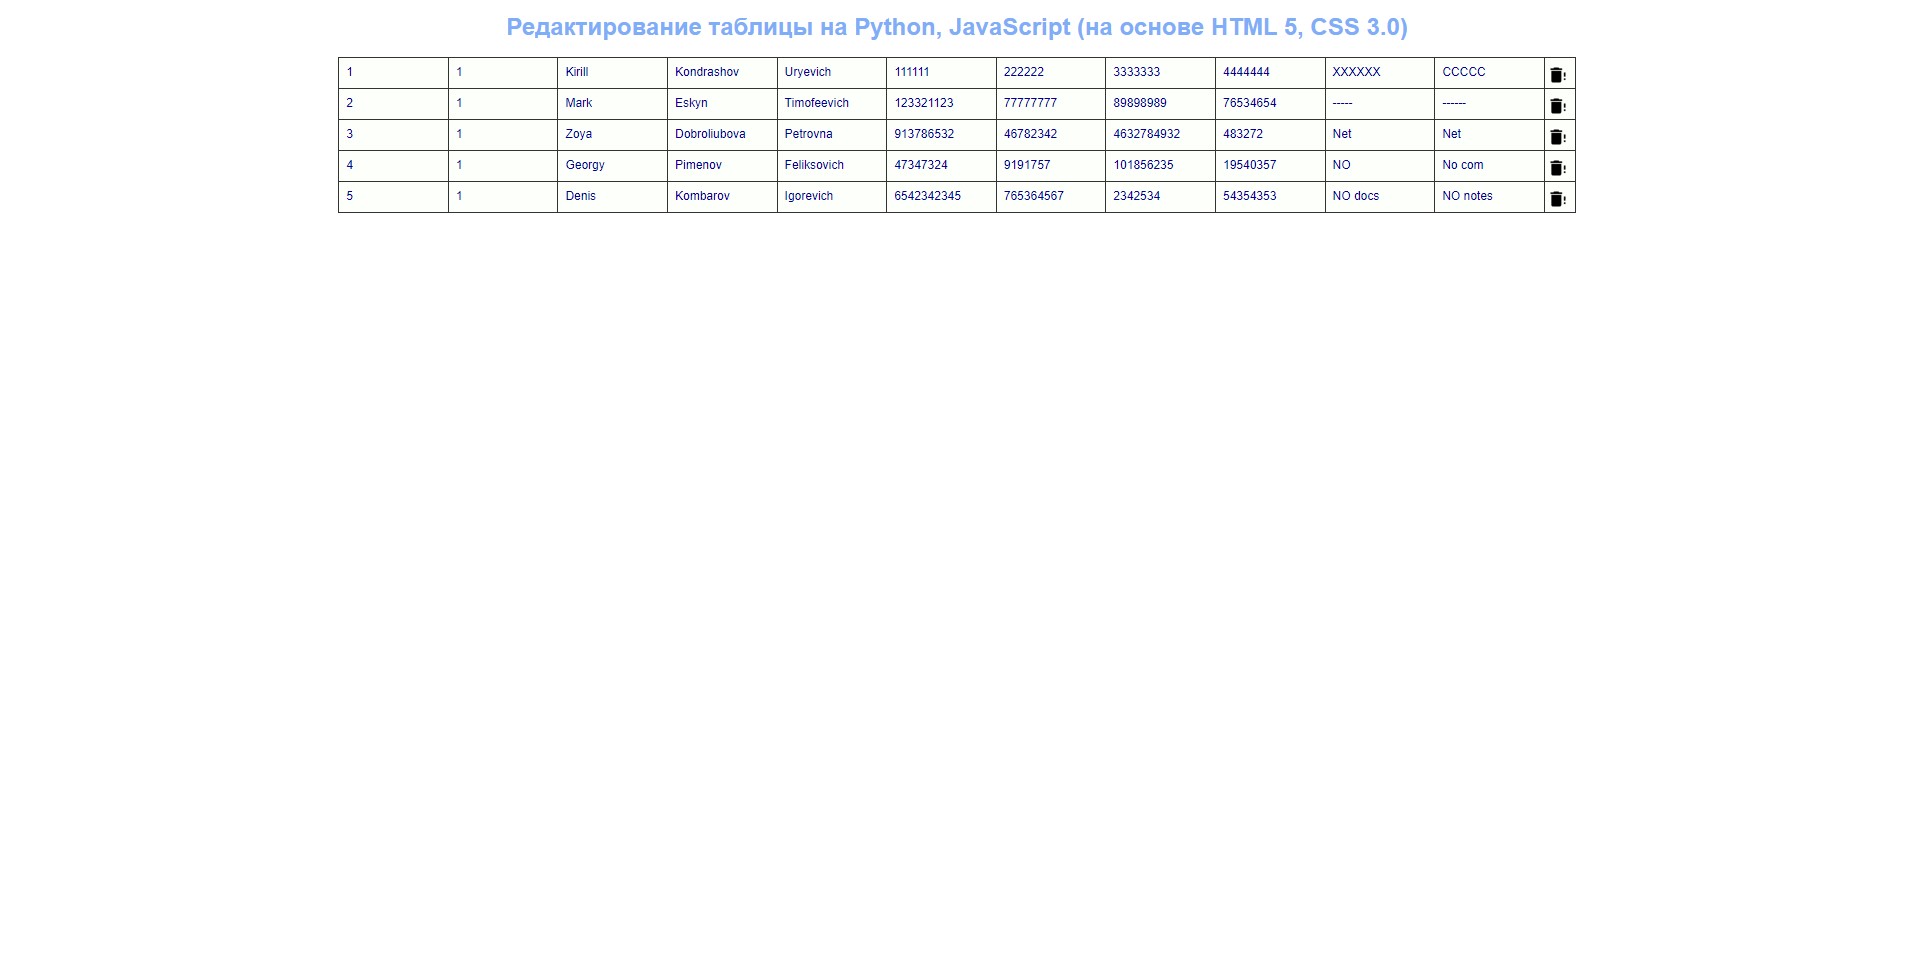 Редактирование таблицы на Python, JavaScript (на основе HTML 5, CSS 3.0)
1 1 Kirill Kondrashov Uryevich 111111 222222 3333333 4444444 XXXXXX CCCCC
2 1 Mark Eskyn Timofeevich 123321123 77777777 89898989 76534654 ----- ------
3 1 Zoya Dobroliubova Petrovna 913786532 46782342 4632784932 483272 Net Net
4 1 Georgy Pimenov Feliksovich 47347324 9191757 101856235 19540357 NO No com
5 1 Denis Kombarov Igorevich 6542342345 765364567 2342534 54354353 NO docs NO notes